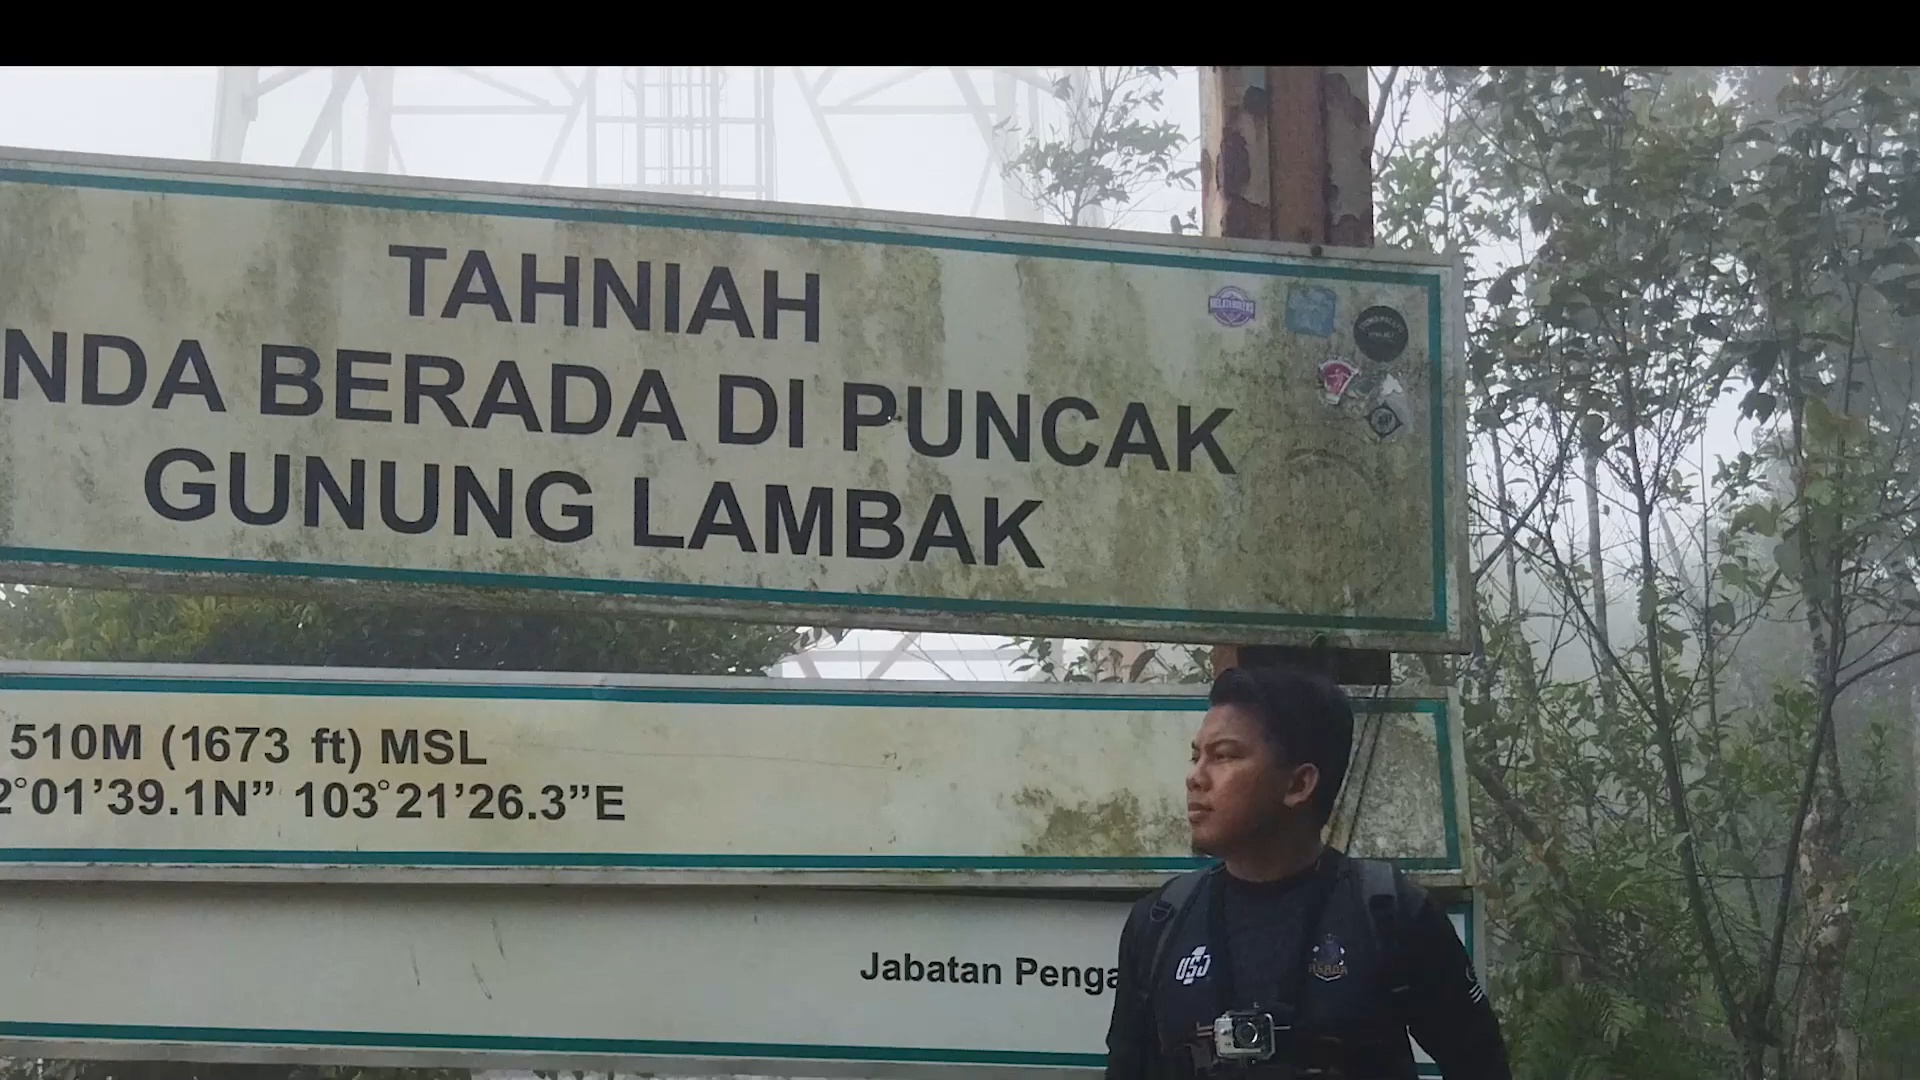 TAHNIAH
NDA BERADA DI PUNCAK
GUNUNG LAMBAK
510M (1673 ft) MSL
2°01’39.1N” 103°21’26.3”E
Jabatan Penga
USJ